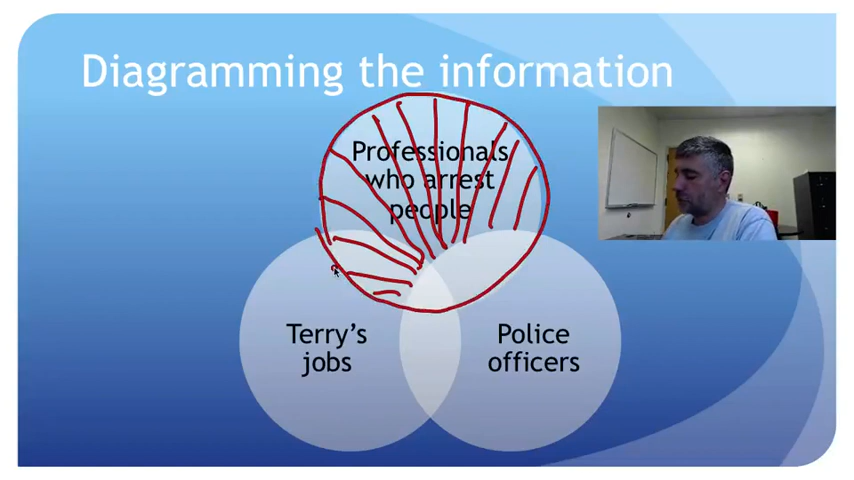 Diagramming the information
Professionals
who arrest
people
Terry's
jobs
Police
officers